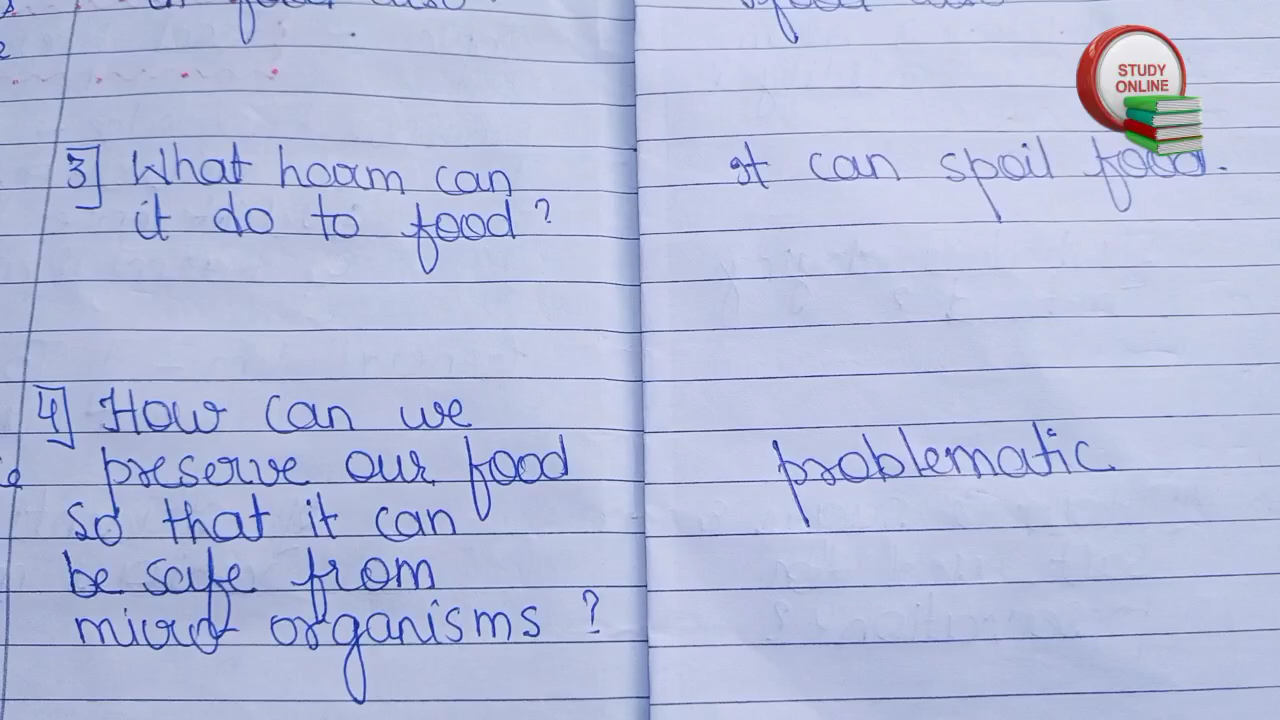 STUDY
ONLINE
3] What harm can
it do to food?
It can spoil food.
4] How can we
preserve our food
so that it can
be safe from
micro organisms?
problematic